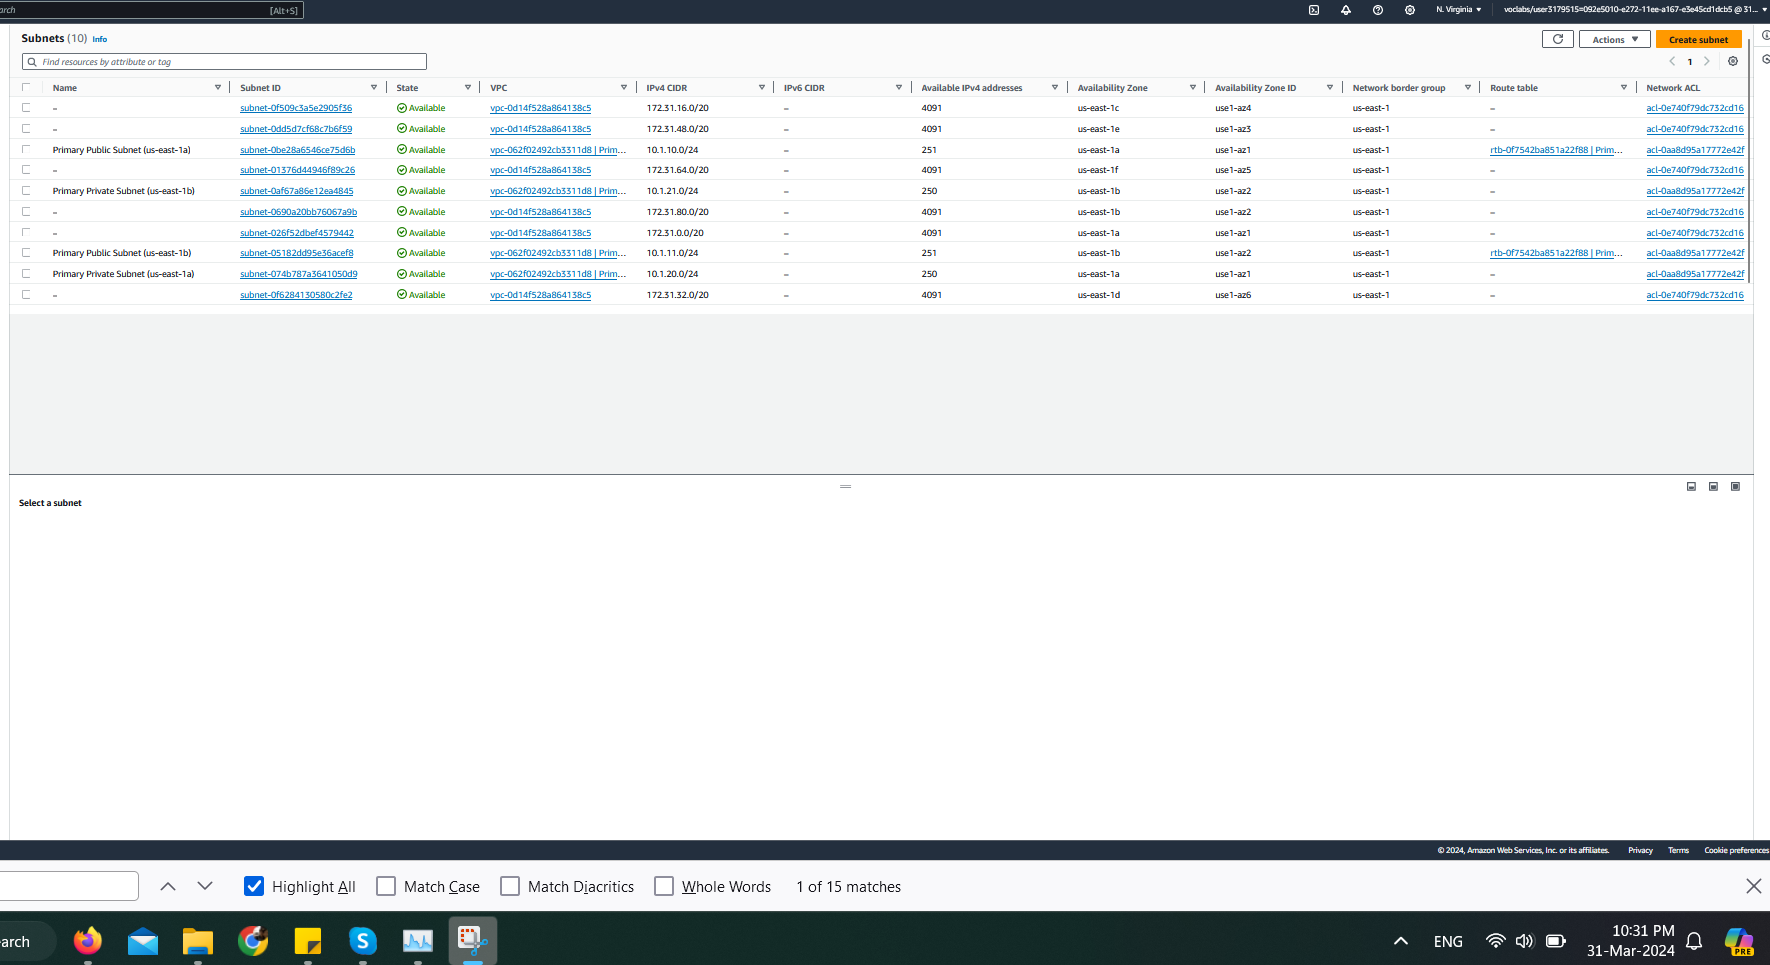 arch [Alt+S] N. Virginia ▼ voclabs/user3179515=092e5010-e272-11ee-a167-e3e45cd1dcb5 @ 31... ▼
Subnets (10) Info Actions ▼ Create subnet
Find resources by attribute or tag 1
Name Subnet ID State VPC IPv4 CIDR IPv6 CIDR Available IPv4 addresses Availability Zone Availability Zone ID Network border group Route table Network ACL
– subnet-0f509c3a5e2905f36 Available vpc-0d14f528a864138c5 172.31.16.0/20 – 4091 us-east-1c use1-az4 us-east-1 – acl-0e740f79dc732cd16
– subnet-0dd5d7cf68c7b6f59 Available vpc-0d14f528a864138c5 172.31.48.0/20 – 4091 us-east-1e use1-az3 us-east-1 – acl-0e740f79dc732cd16
Primary Public Subnet (us-east-1a) subnet-0be28a6546ce75d6b Available vpc-062f02492cb3311d8 | Prim... 10.1.10.0/24 – 251 us-east-1a use1-az1 us-east-1 rtb-0f7542ba851a22f88 | Prim... acl-0aa8d95a17772e42f
– subnet-01376d44946f89c26 Available vpc-0d14f528a864138c5 172.31.64.0/20 – 4091 us-east-1f use1-az5 us-east-1 – acl-0e740f79dc732cd16
Primary Private Subnet (us-east-1b) subnet-0af67a86e12ea4845 Available vpc-062f02492cb3311d8 | Prim... 10.1.21.0/24 – 250 us-east-1b use1-az2 us-east-1 – acl-0aa8d95a17772e42f
– subnet-0690a20bb76067a9b Available vpc-0d14f528a864138c5 172.31.80.0/20 – 4091 us-east-1b use1-az2 us-east-1 – acl-0e740f79dc732cd16
– subnet-026f52dbef4579442 Available vpc-0d14f528a864138c5 172.31.0.0/20 – 4091 us-east-1a use1-az1 us-east-1 – acl-0e740f79dc732cd16
Primary Public Subnet (us-east-1b) subnet-05182dd95e36acef8 Available vpc-062f02492cb3311d8 | Prim... 10.1.11.0/24 – 251 us-east-1b use1-az2 us-east-1 rtb-0f7542ba851a22f88 | Prim... acl-0aa8d95a17772e42f
Primary Private Subnet (us-east-1a) subnet-074b787a3641050d9 Available vpc-062f02492cb3311d8 | Prim... 10.1.20.0/24 – 250 us-east-1a use1-az1 us-east-1 – acl-0aa8d95a17772e42f
– subnet-0f6284130580c2fe2 Available vpc-0d14f528a864138c5 172.31.32.0/20 – 4091 us-east-1d use1-az6 us-east-1 – acl-0e740f79dc732cd16
Select a subnet
© 2024, Amazon Web Services, Inc. or its affiliates. Privacy Terms Cookie preferences
Highlight All Match Case Match Diacritics Whole Words 1 of 15 matches
earch ENG 10:31 PM
31-Mar-2024
PRE